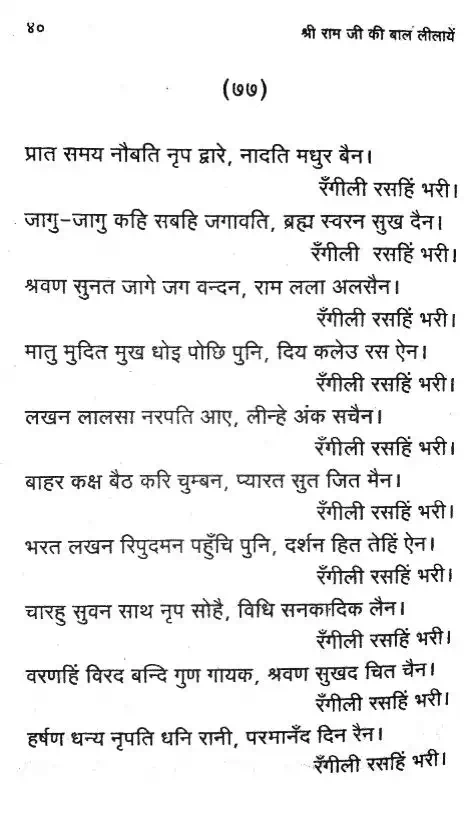 ४०
श्री राम जी की बाल लीलायें
(७७)
प्रात समय नौबति नृप द्वारे, नादति मधुर बैन।
रँगीली रसहिं भरी।
जागु-जागु कहि सबहि जगावति, ब्रह्म स्वरन सुख दैन।
रँगीली रसहिं भरी।
श्रवण सुनत जागे जग वन्दन, राम लला अलसैन।
रँगीली रसहिं भरी।
मातु मुदित मुख धोइ पोछि पुनि, दिय कलेउ रस ऐन।
रँगीली रसहिं भरी।
लखन लालसा नरपति आए, लीन्हे अंक सचैन।
रँगीली रसहिं भरी।
बाहर कक्ष बैठ करि चुम्बन, प्यारत सुत जित मैन।
रँगीली रसहिं भरी।
भरत लखन रिपुदमन पहुँचि पुनि, दर्शन हित तेहिं ऐन।
रँगीली रसहिं भरी।
चारहु सुवन साथ नृप सोहै, विधि सनकादिक लैन।
रँगीली रसहिं भरी।
वरणहिं विरद बन्दि गुण गायक, श्रवण सुखद चित चैन।
रँगीली रसहिं भरी।
हर्षण धन्य नृपति धनि रानी, परमानँद दिन रैन।
रँगीली रसहिं भरी।